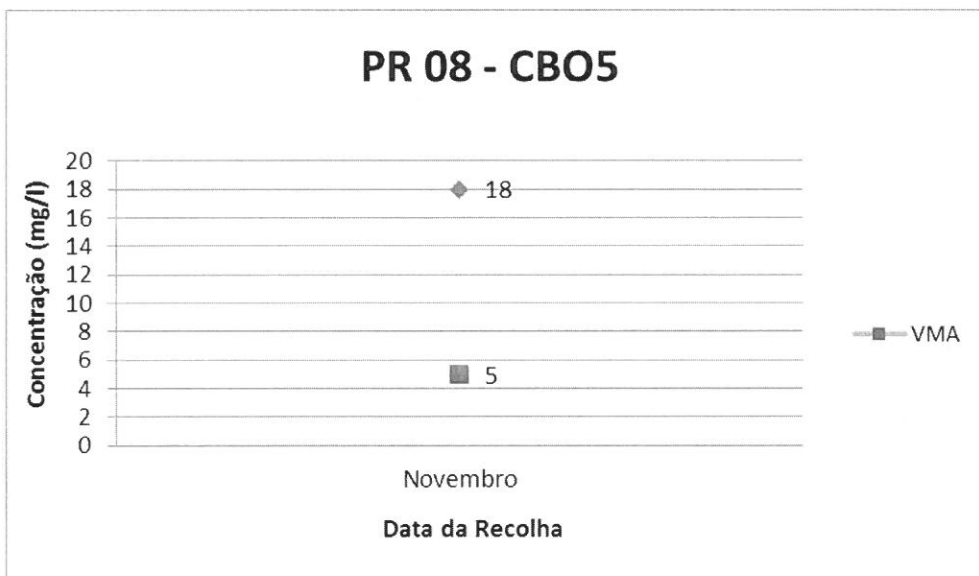 PR 08 - CBO5
Concentração (mg/l)
20
18
16
14
12
10
8
6
4
2
0
18
5
VMA
Novembro
Data da Recolha